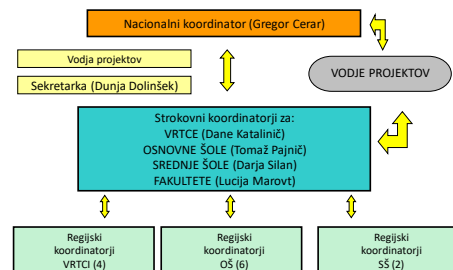 Nacionalni koordinator (Gregor Cerar)
Vodja projektov
Sekretarka (Dunja Dolinšek)
VODJE PROJEKTOV
Strokovni koordinatorji za:
VRTCE (Dane Katalinič)
OSNOVNE ŠOLE (Tomaž Pajnič)
SREDNJE ŠOLE (Darja Silan)
FAKULTETE (Lucija Marovt)
Regijski
koordinatorji
VRTCI (4)
Regijski
koordinatorji
OŠ (6)
Regijski
koordinatorji
SŠ (2)